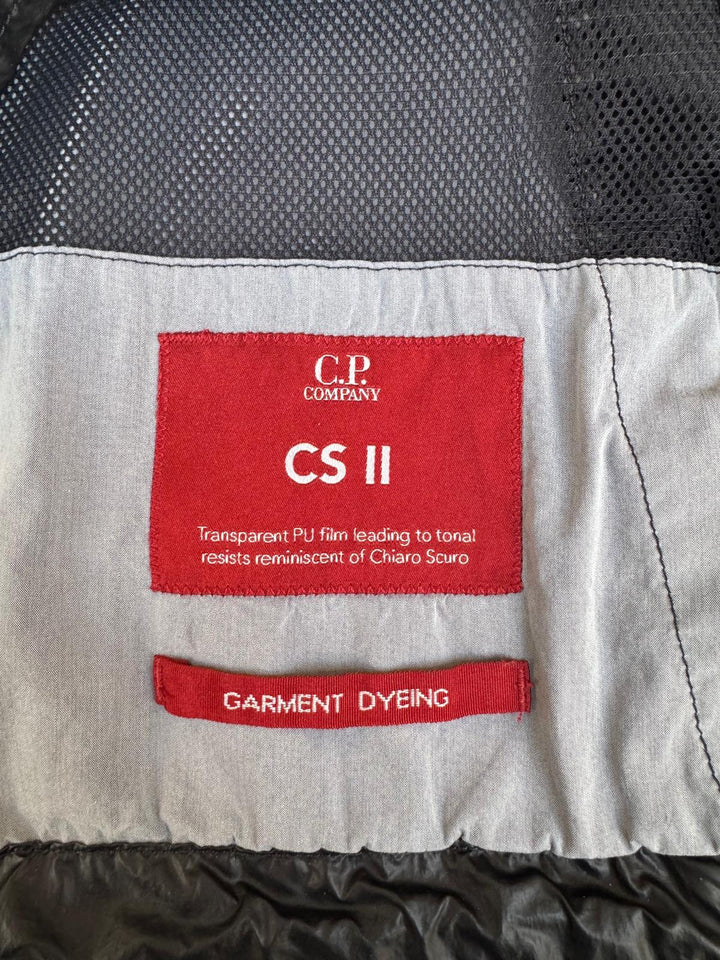 C.P.
COMPANY
CS II
Transparent PU film leading to tonal
resists reminiscent of Chiaro Scuro
GARMENT DYEING